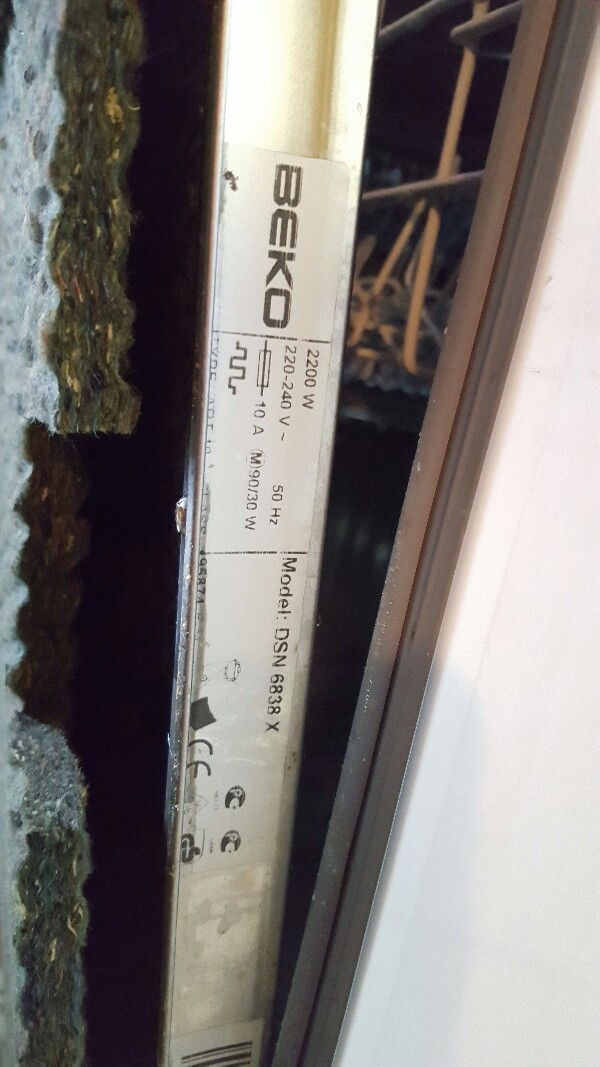 BEKO
2200 W
220-240 V ~ 50 Hz
10 A (M)90/30 W
Model: DSN 6838 X
CE